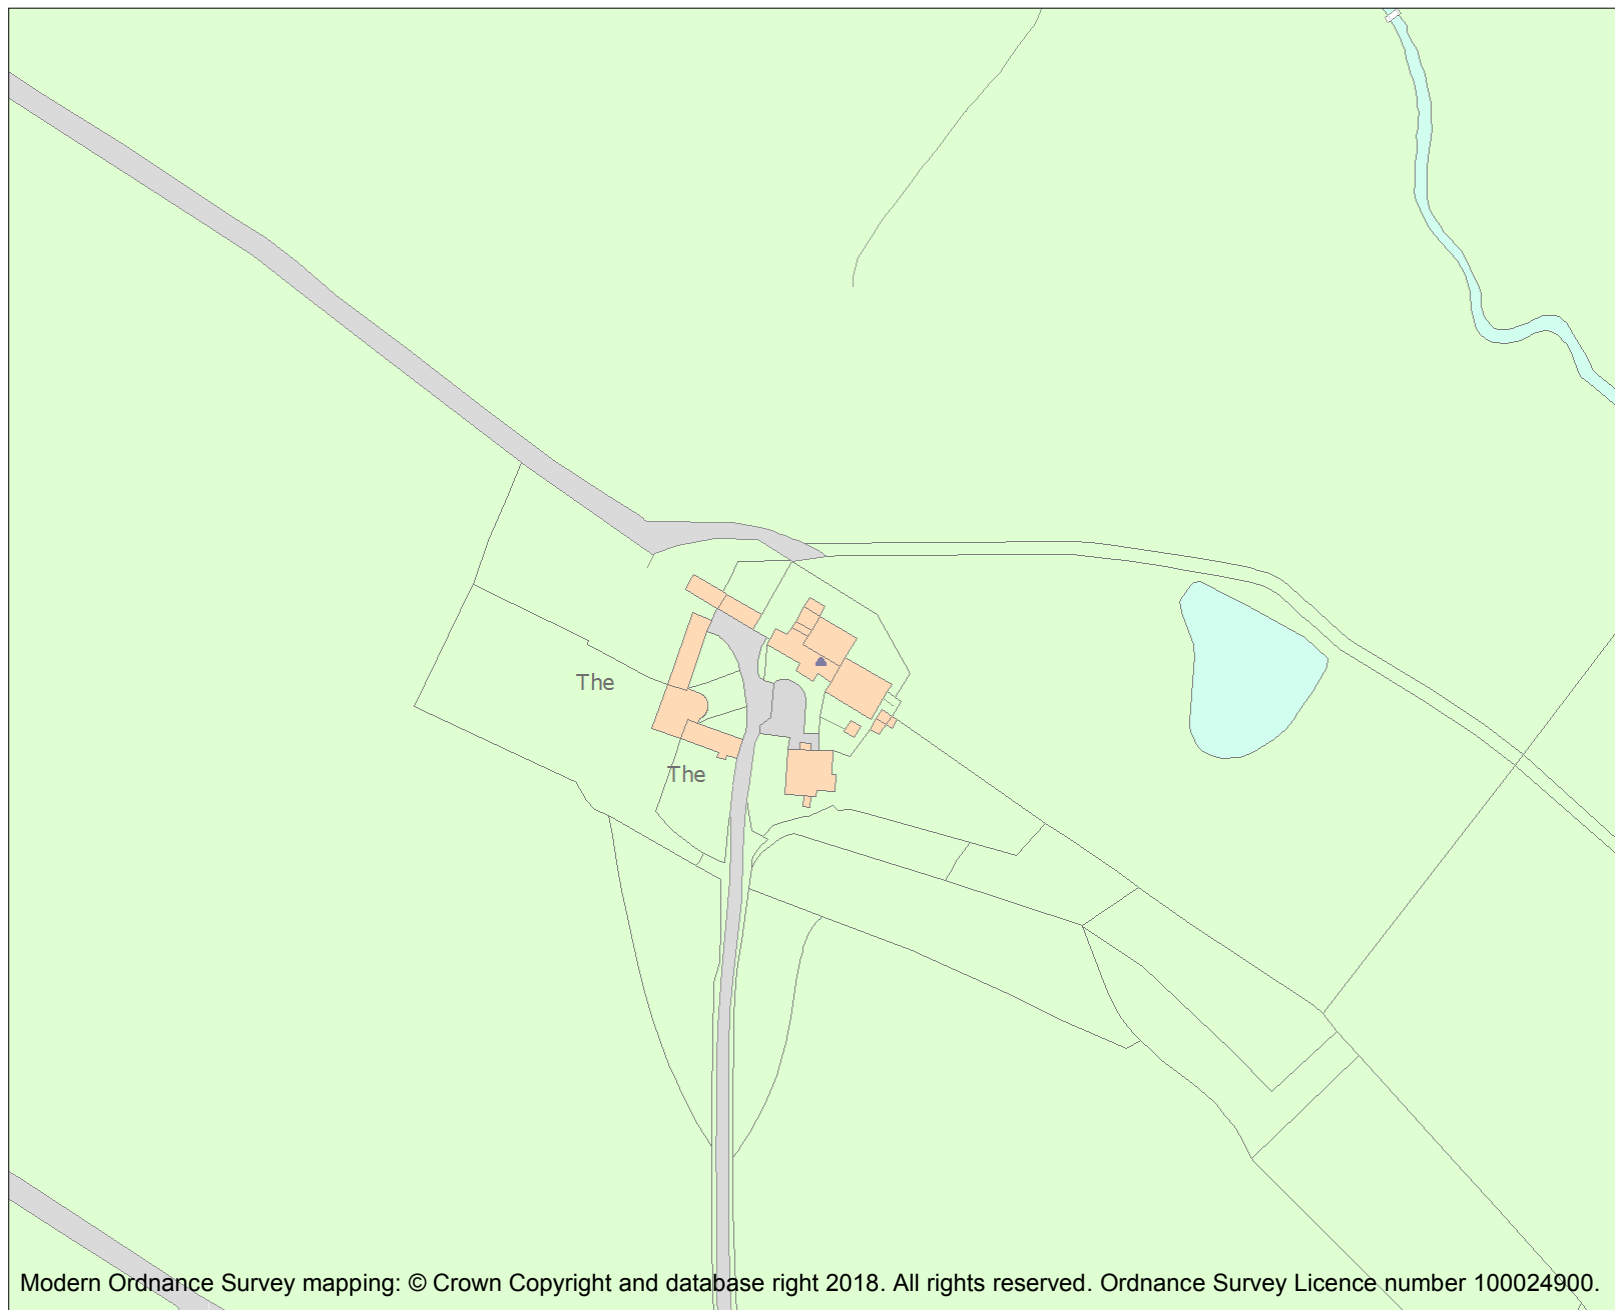 The
The
Modern Ordnance Survey mapping: © Crown Copyright and database right 2018. All rights reserved. Ordnance Survey Licence number 100024900.